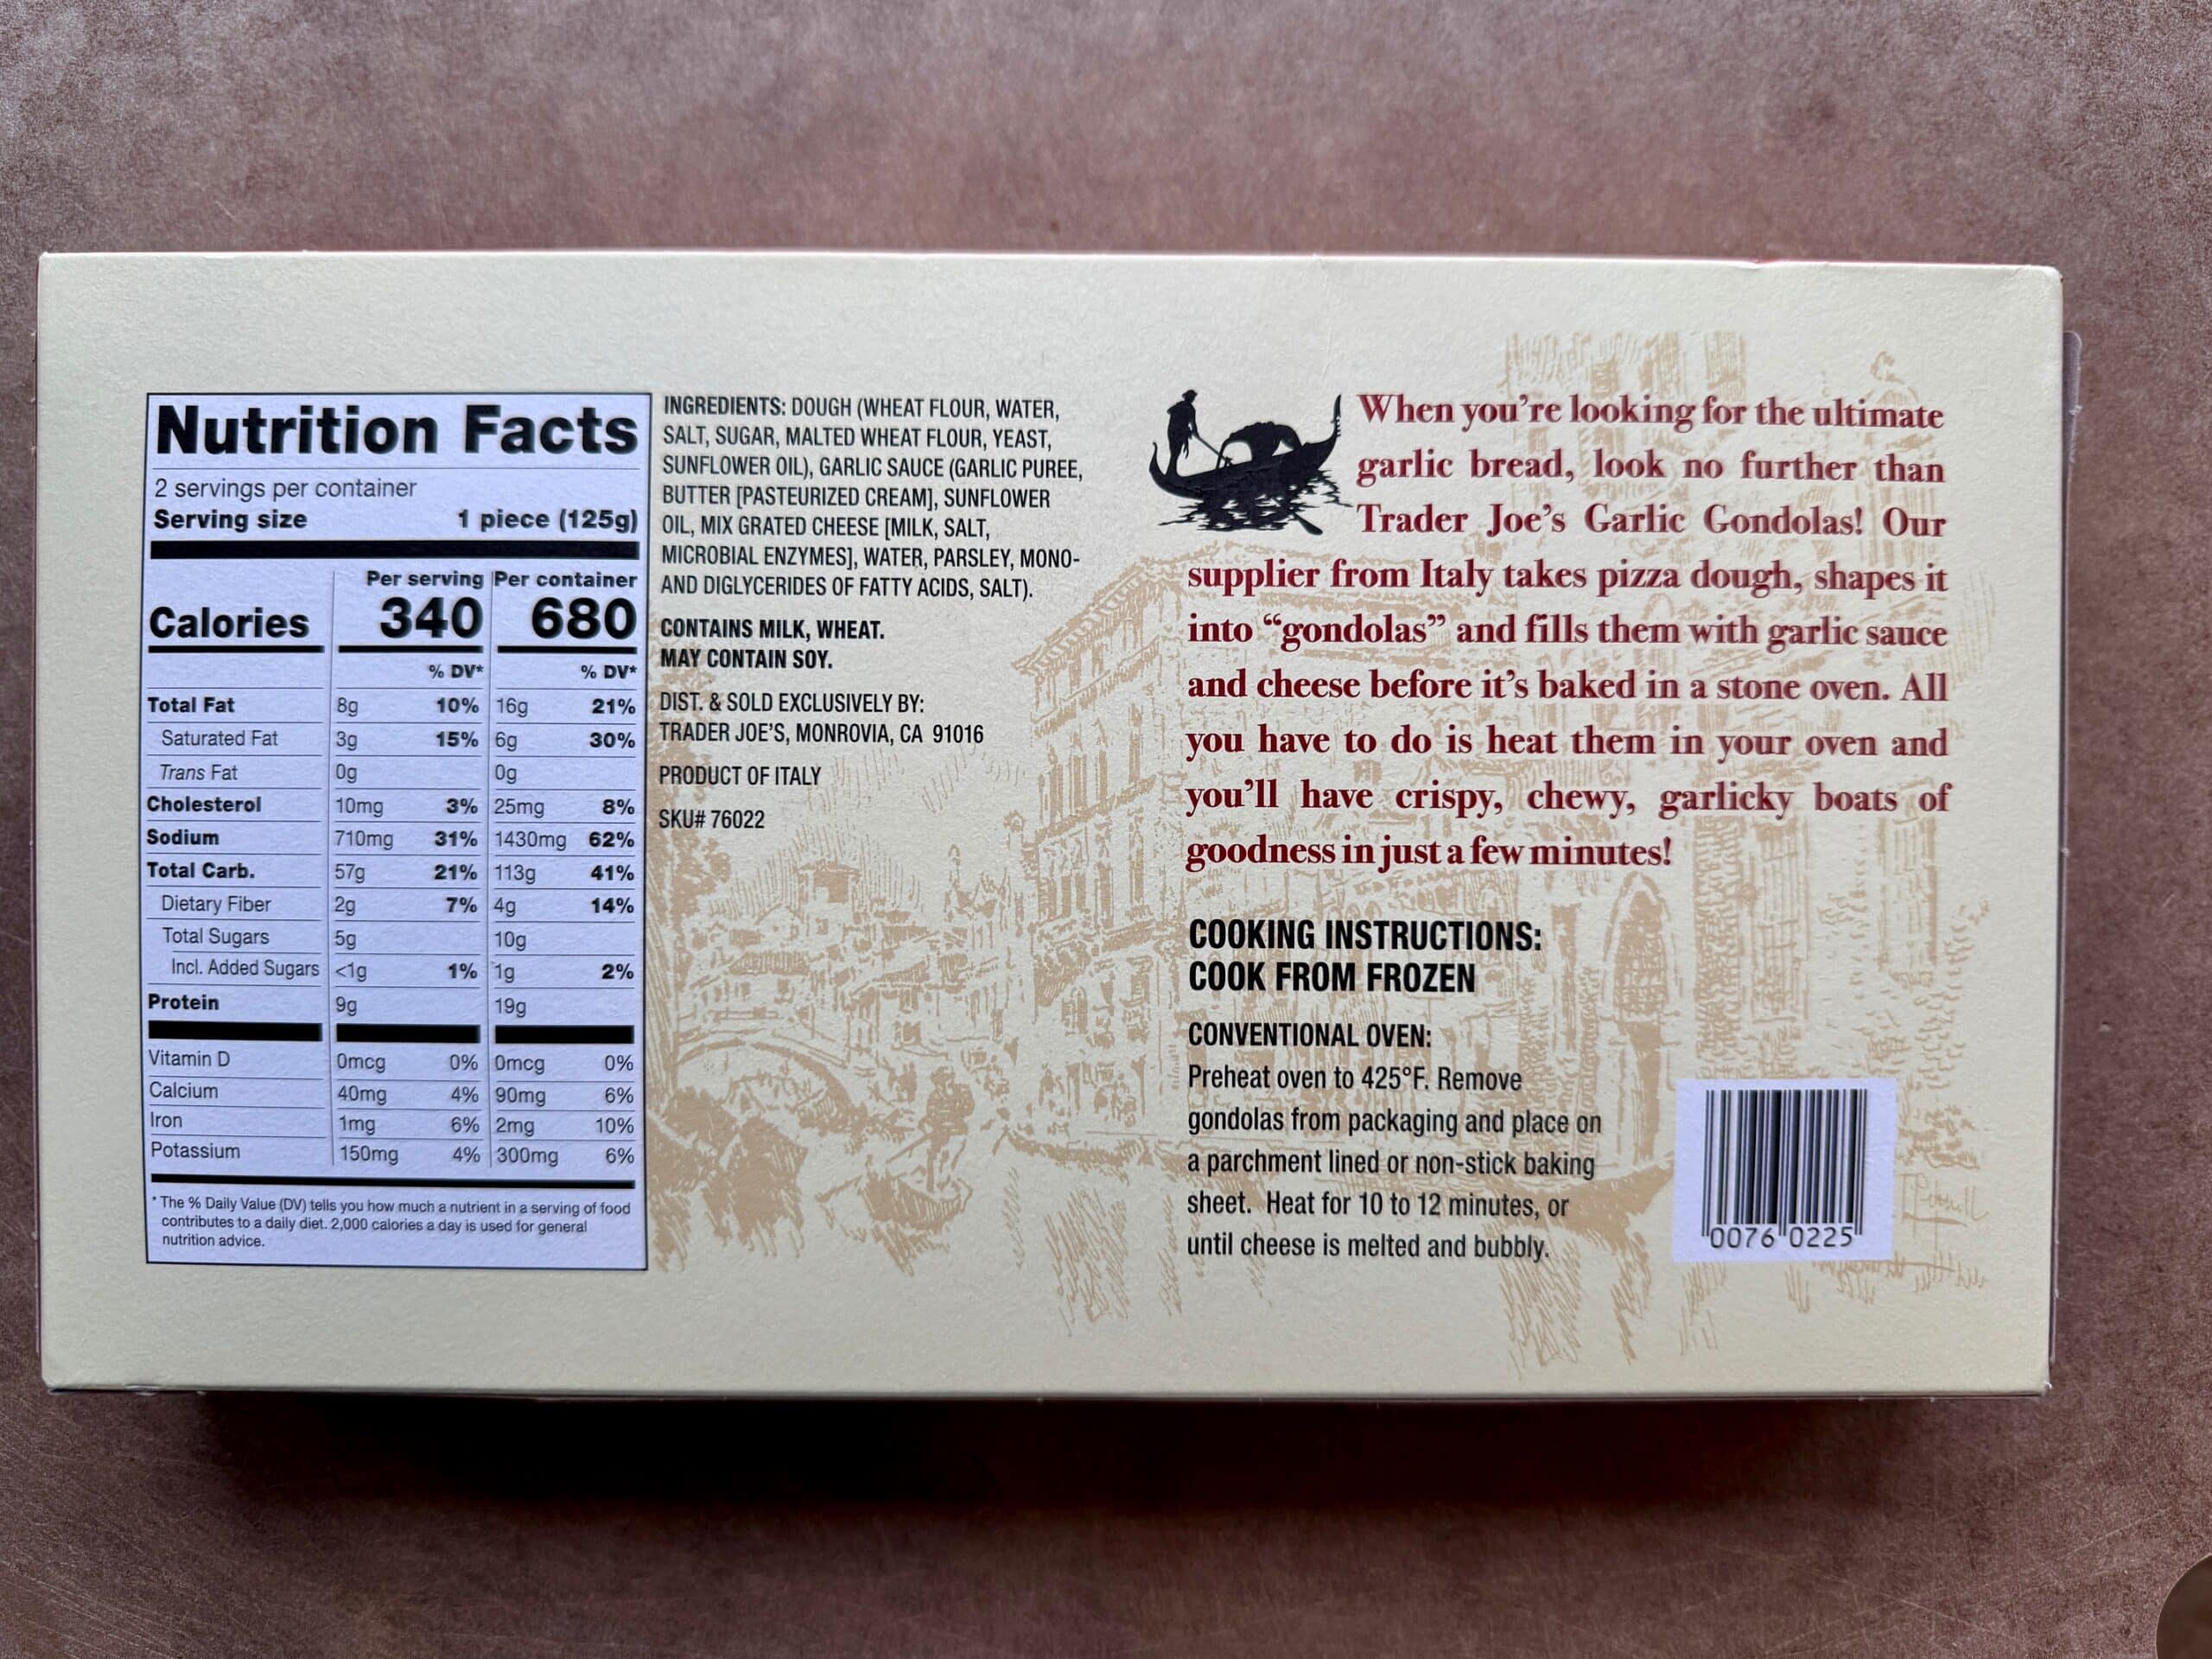 Nutrition Facts
2 servings per container
Serving size 1 piece (125g)
Per serving Per container
Calories 340 680
% DV* % DV*
Total Fat 8g 10% 16g 21%
Saturated Fat 3g 15% 6g 30%
Trans Fat 0g 0g
Cholesterol 10mg 3% 25mg 8%
Sodium 710mg 31% 1430mg 62%
Total Carb. 57g 21% 113g 41%
Dietary Fiber 2g 7% 4g 14%
Total Sugars 5g 10g
Incl. Added Sugars <1g 1% 1g 2%
Protein 9g 19g
Vitamin D 0mcg 0% 0mcg 0%
Calcium 40mg 4% 90mg 6%
Iron 1mg 6% 2mg 10%
Potassium 150mg 4% 300mg 6%
* The % Daily Value (DV) tells you how much a nutrient in a serving of food
contributes to a daily diet. 2,000 calories a day is used for general
nutrition advice.
INGREDIENTS: DOUGH (WHEAT FLOUR, WATER,
SALT, SUGAR, MALTED WHEAT FLOUR, YEAST,
SUNFLOWER OIL), GARLIC SAUCE (GARLIC PUREE,
BUTTER [PASTEURIZED CREAM], SUNFLOWER
OIL, MIX GRATED CHEESE [MILK, SALT,
MICROBIAL ENZYMES], WATER, PARSLEY, MONO-
AND DIGLYCERIDES OF FATTY ACIDS, SALT).
CONTAINS MILK, WHEAT.
MAY CONTAIN SOY.
DIST. & SOLD EXCLUSIVELY BY:
TRADER JOE'S, MONROVIA, CA 91016
PRODUCT OF ITALY
SKU# 76022
When you're looking for the ultimate
garlic bread, look no further than
Trader Joe's Garlic Gondolas! Our
supplier from Italy takes pizza dough, shapes it
into “gondolas” and fills them with garlic sauce
and cheese before it's baked in a stone oven. All
you have to do is heat them in your oven and
you'll have crispy, chewy, garlicky boats of
goodness in just a few minutes!
COOKING INSTRUCTIONS:
COOK FROM FROZEN
CONVENTIONAL OVEN:
Preheat oven to 425°F. Remove
gondolas from packaging and place on
a parchment lined or non-stick baking
sheet. Heat for 10 to 12 minutes, or
until cheese is melted and bubbly.
0076 0225